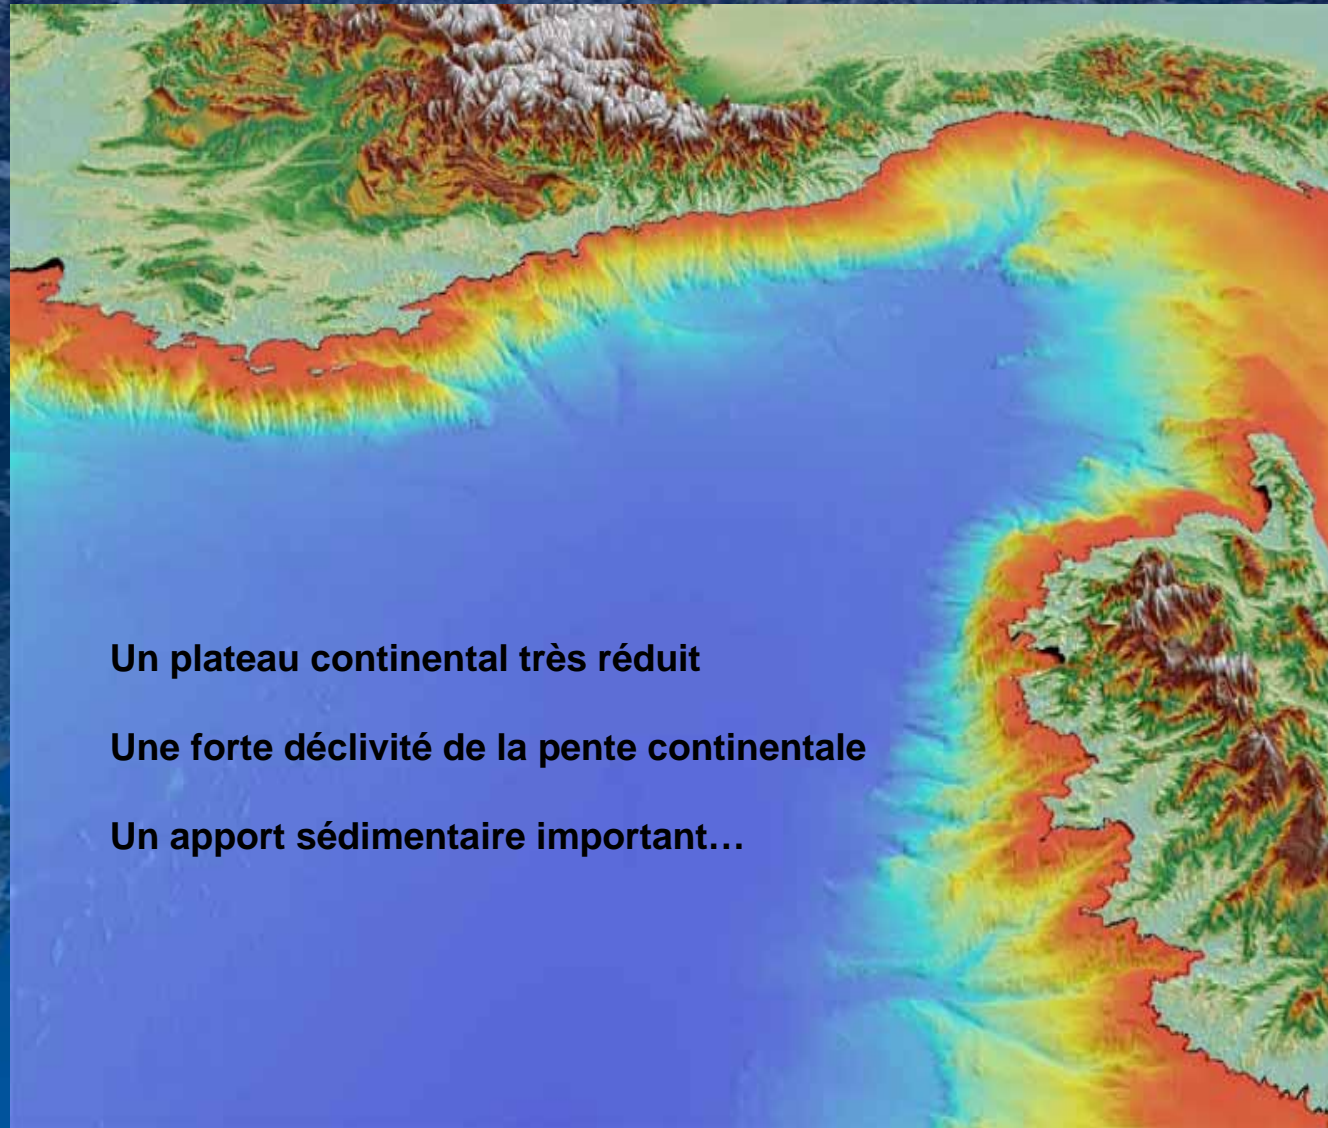 Un plateau continental très réduit
Une forte déclivité de la pente continentale
Un apport sédimentaire important…